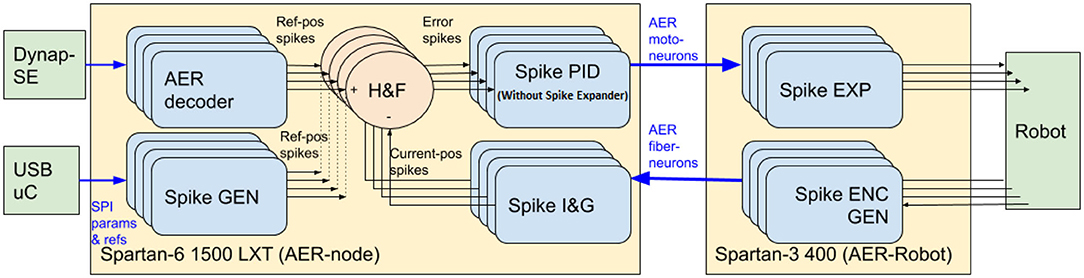 Dynap-
SE
USB
uC
SPI
params
& refs
AER
decoder
Spike GEN
Ref-pos
spikes
Ref-pos
spikes
+
H&F
-
Error
spikes
Current-pos
spikes
Spike PID
(Without Spike Expander)
Spike I&G
Spartan-6 1500 LXT (AER-node)
AER
moto-
neurons
AER
fiber-
neurons
Spike EXP
Spike ENC
GEN
Spartan-3 400 (AER-Robot)
Robot